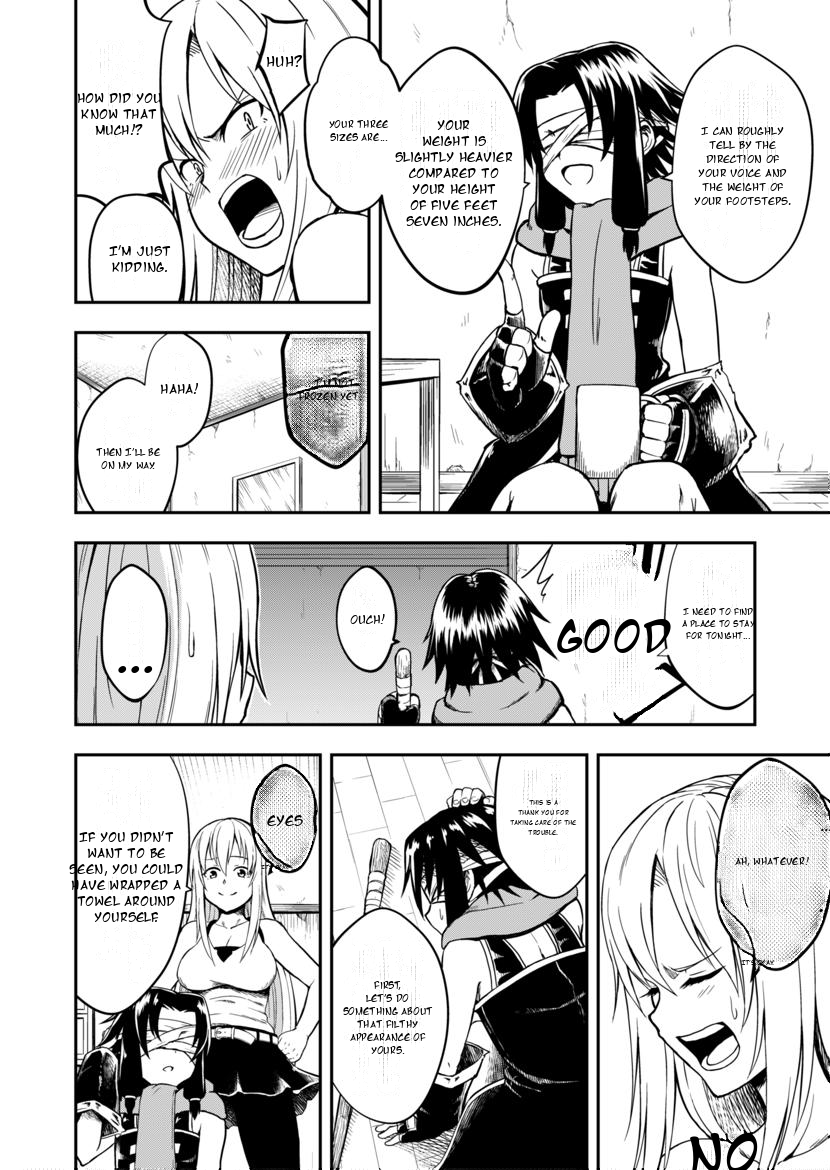 I CAN ROUGHLY
TELL BY THE
DIRECTION OF
YOUR VOICE AND
THE WEIGHT OF
YOUR FOOTSTEPS.
YOUR
WEIGHT IS
SLIGHTLY HEAVIER
COMPARED TO
YOUR HEIGHT
OF FIVE FEET
SEVEN INCHES.
YOUR THREE
SIZES ARE...
HUH?
HOW DID YOU
KNOW THAT
MUCH!?
I'M JUST
KIDDING.
I'M NOT
FROZEN YET
HAHA!
THEN I'LL BE
ON MY WAY.
I NEED TO FIND
A PLACE TO STAY
FOR TONIGHT...
GOOD
OUCH!
...
AH, WHATEVER!
IT'S OKAY
NO
THIS IS A
THANK YOU FOR
TAKING CARE OF THE
TROUBLE.
FIRST,
LET'S DO
SOMETHING ABOUT
THAT FILTHY
APPEARANCE OF
YOURS.
EYES
IF YOU DIDN'T
WANT TO BE
SEEN, YOU COULD
HAVE WRAPPED A
TOWEL AROUND
YOURSELF.